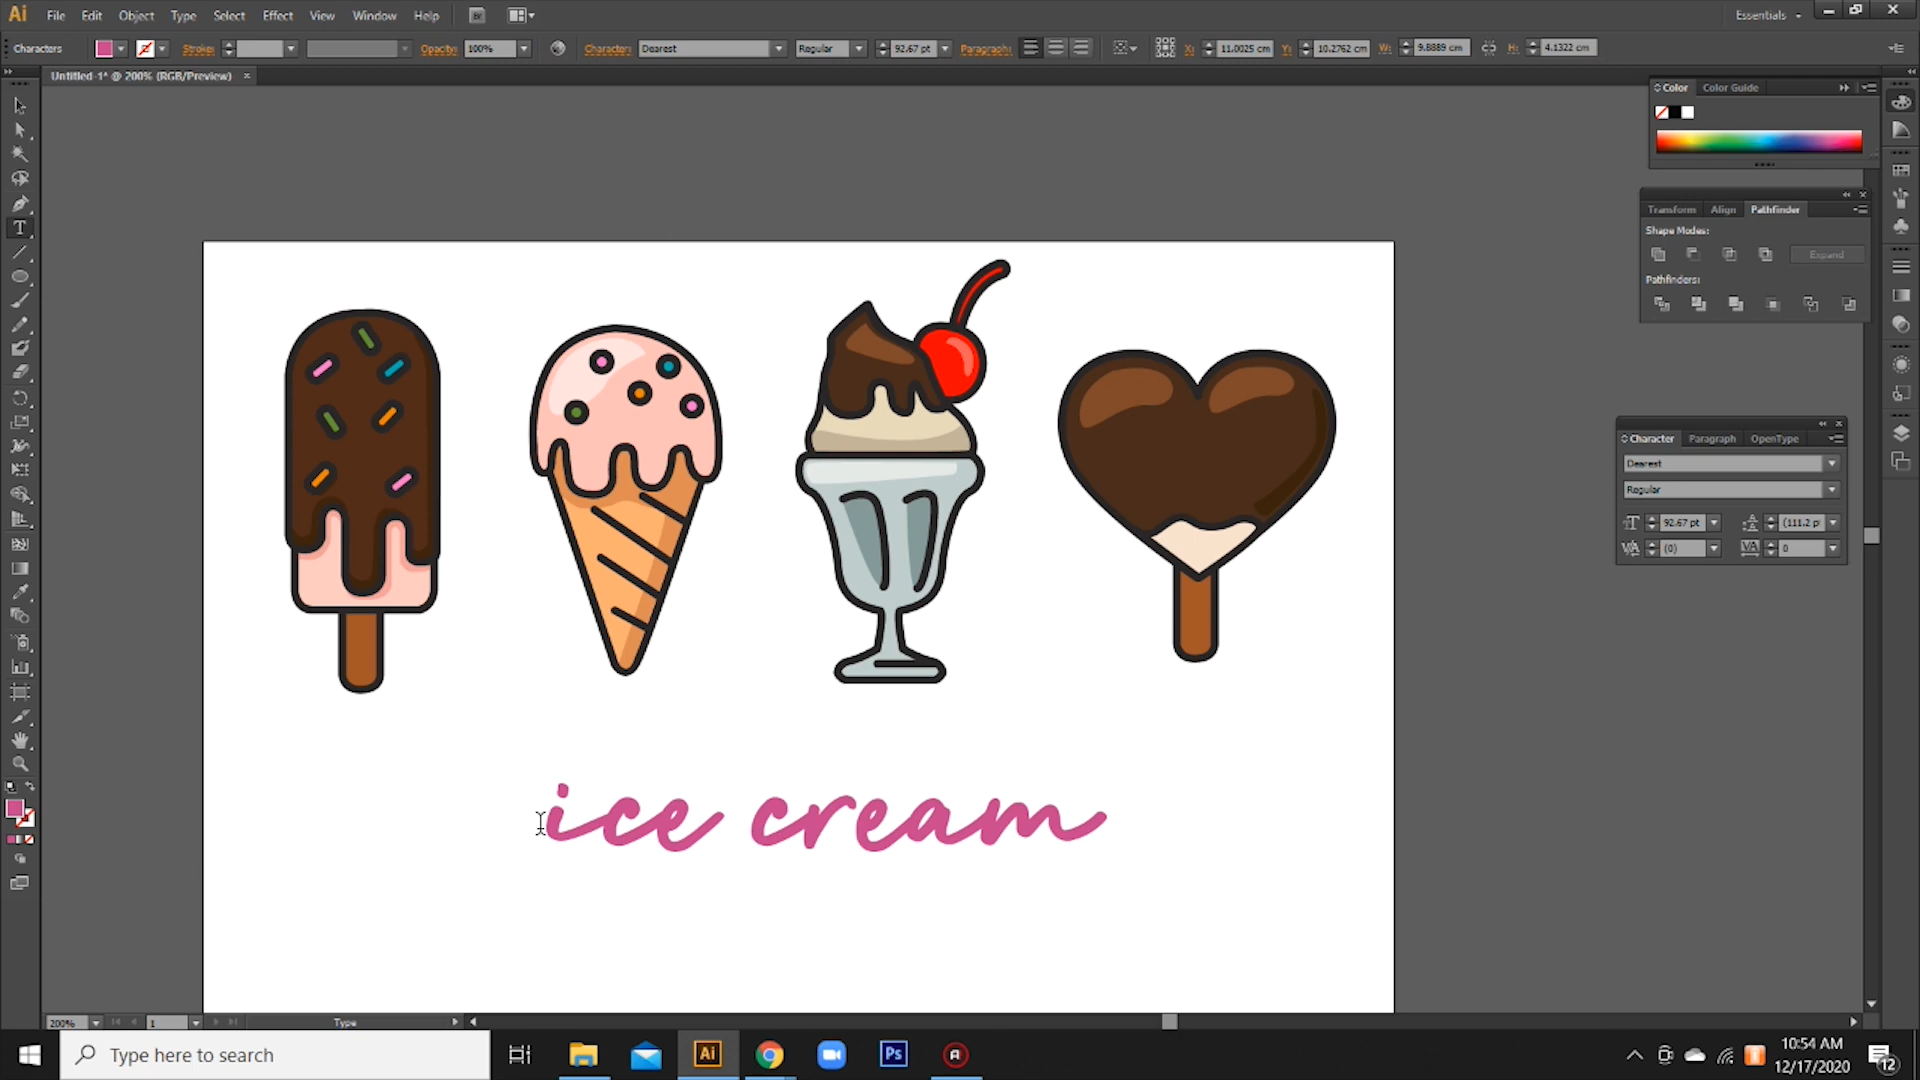 Ai File Edit Object Type Select Effect View Window Help Br Essentials
Characters Stroke: Opacity: 100% Character: Dearest Regular 92.67 pt Paragraph: X: 11.0025 cm Y: 10.2762 cm W: 9.8889 cm H: 4.1322 cm
Untitled-1* @ 200% (RGB/Preview) ×
Color Color Guide
Transform Align Pathfinder
Shape Modes:
Expand
Pathfinders:
Character Paragraph OpenType
Dearest
Regular
92.67 pt (111.2 p
(0) 0
ice cream
200% 1 Type
Type here to search Ai Ps
10:54 AM
12/17/2020
12